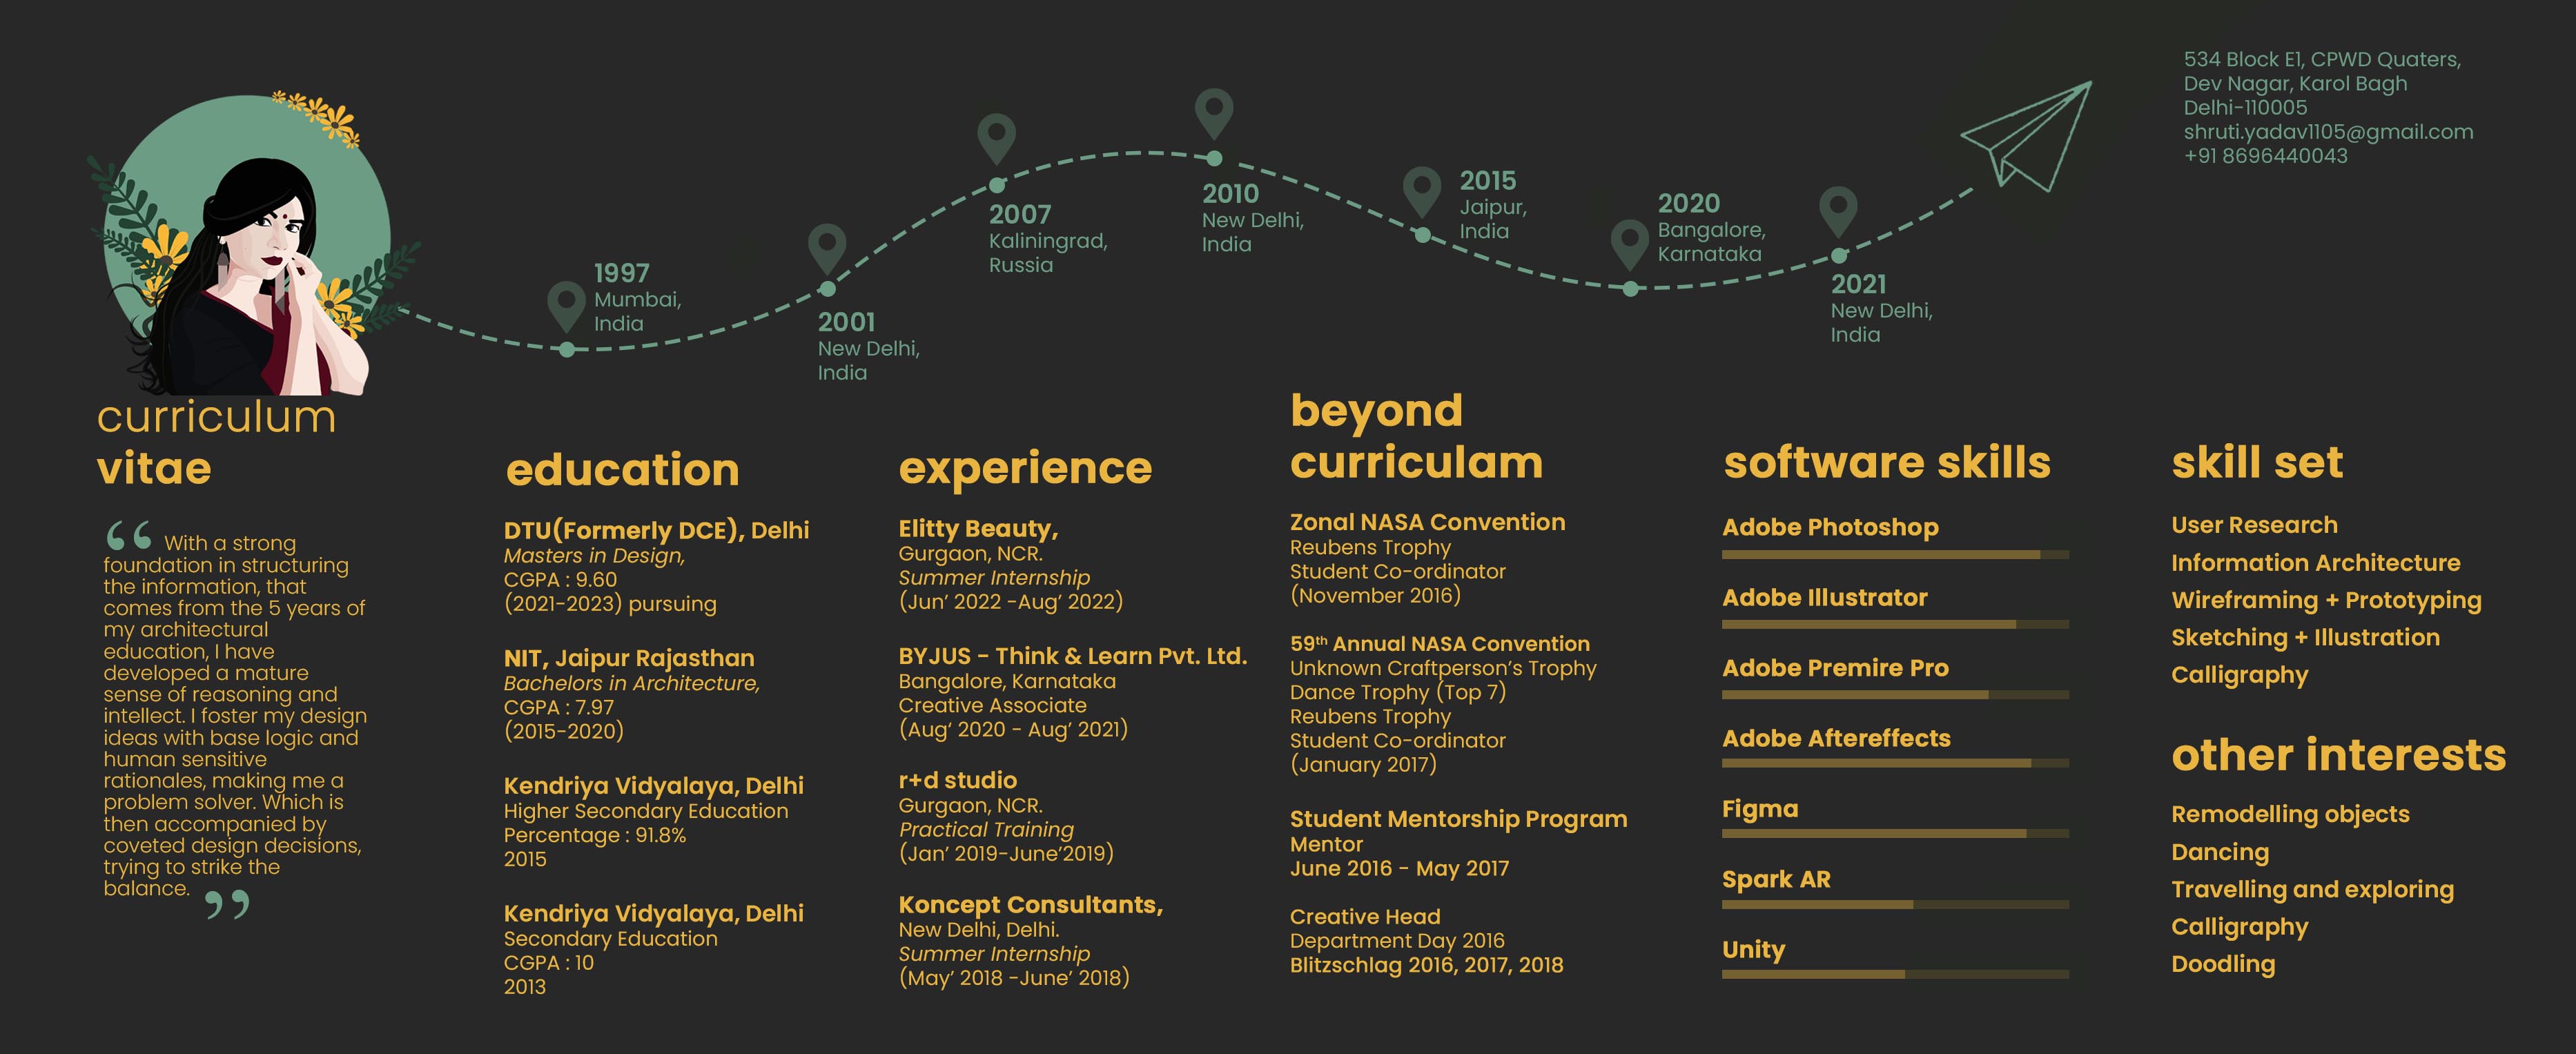 534 Block E1, CPWD Quaters,
Dev Nagar, Karol Bagh
Delhi-110005
shruti.yadav1105@gmail.com
+91 8696440043
1997
Mumbai,
India
2001
New Delhi,
India
2007
Kaliningrad,
Russia
2010
New Delhi,
India
2015
Jaipur,
India
2020
Bangalore,
Karnataka
2021
New Delhi,
India
curriculum
vitae
“ With a strong
foundation in structuring
the information, that
comes from the 5 years of
my architectural
education, I have
developed a mature
sense of reasoning and
intellect. I foster my design
ideas with base logic and
human sensitive
rationales, making me a
problem solver. Which is
then accompanied by
coveted design decisions,
trying to strike the
balance. ”
education
DTU(Formerly DCE), Delhi
Masters in Design,
CGPA : 9.60
(2021-2023) pursuing
NIT, Jaipur Rajasthan
Bachelors in Architecture,
CGPA : 7.97
(2015-2020)
Kendriya Vidyalaya, Delhi
Higher Secondary Education
Percentage : 91.8%
2015
Kendriya Vidyalaya, Delhi
Secondary Education
CGPA : 10
2013
experience
Elitty Beauty,
Gurgaon, NCR.
Summer Internship
(Jun’ 2022 -Aug’ 2022)
BYJUS - Think & Learn Pvt. Ltd.
Bangalore, Karnataka
Creative Associate
(Aug‘ 2020 - Aug’ 2021)
r+d studio
Gurgaon, NCR.
Practical Training
(Jan’ 2019-June’2019)
Koncept Consultants,
New Delhi, Delhi.
Summer Internship
(May’ 2018 -June’ 2018)
beyond
curriculam
Zonal NASA Convention
Reubens Trophy
Student Co-ordinator
(November 2016)
59th Annual NASA Convention
Unknown Craftperson’s Trophy
Dance Trophy (Top 7)
Reubens Trophy
Student Co-ordinator
(January 2017)
Student Mentorship Program
Mentor
June 2016 - May 2017
Creative Head
Department Day 2016
Blitzschlag 2016, 2017, 2018
software skills
Adobe Photoshop
Adobe Illustrator
Adobe Premire Pro
Adobe Aftereffects
Figma
Spark AR
Unity
skill set
User Research
Information Architecture
Wireframing + Prototyping
Sketching + Illustration
Calligraphy
other interests
Remodelling objects
Dancing
Travelling and exploring
Calligraphy
Doodling